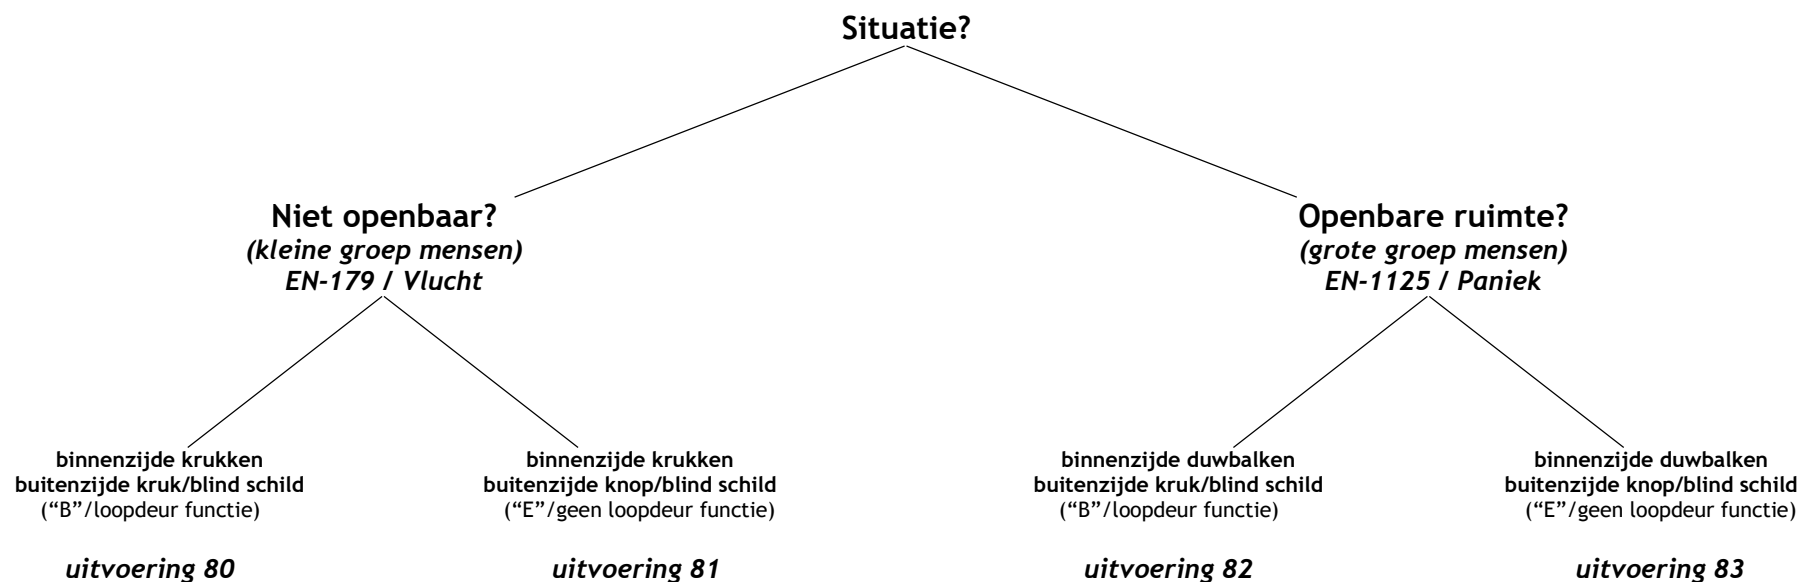 Situatie?
Niet openbaar?
(kleine groep mensen)
EN-179 / Vlucht
Openbare ruimte?
(grote groep mensen)
EN-1125 / Paniek
binnenzijde krukken
buitenzijde kruk/blind schild
(“B”/loopdeur functie)
uitvoering 80
binnenzijde krukken
buitenzijde knop/blind schild
(“E”/geen loopdeur functie)
uitvoering 81
binnenzijde duwbalken
buitenzijde kruk/blind schild
(“B”/loopdeur functie)
uitvoering 82
binnenzijde duwbalken
buitenzijde knop/blind schild
(“E”/geen loopdeur functie)
uitvoering 83